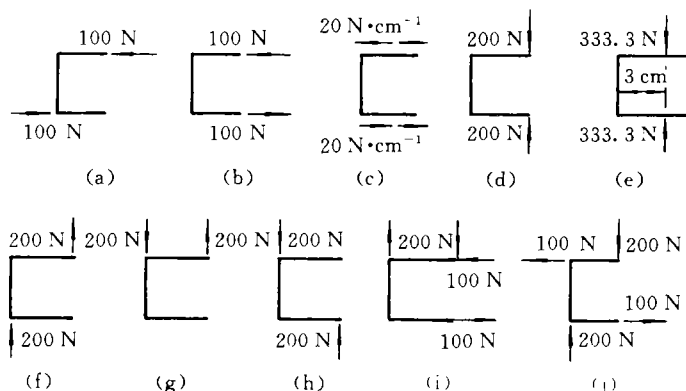 100 N
100 N
(a)
100 N
100 N
(b)
20 N·cm⁻¹
20 N·cm⁻¹
(c)
200 N
200 N
(d)
333. 3 N
3 cm
333. 3 N
(e)
200 N
200 N
(f)
200 N
200 N
(g)
200 N
200 N
(h)
200 N
100 N
100 N
(i)
100 N
200 N
100 N
200 N
(j)